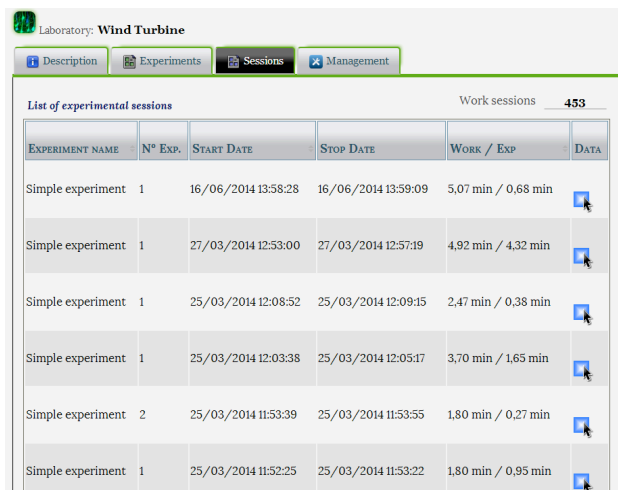 Laboratory: Wind Turbine
Description Experiments Sessions Management
List of experimental sessions Work sessions 453
Experiment name Nº Exp. Start Date Stop Date Work / Exp Data
Simple experiment 1 16/06/2014 13:58:28 16/06/2014 13:59:09 5,07 min / 0,68 min
Simple experiment 1 27/03/2014 12:53:00 27/03/2014 12:57:19 4,92 min / 4,32 min
Simple experiment 1 25/03/2014 12:08:52 25/03/2014 12:09:15 2,47 min / 0,38 min
Simple experiment 1 25/03/2014 12:03:38 25/03/2014 12:05:17 3,70 min / 1,65 min
Simple experiment 2 25/03/2014 11:53:39 25/03/2014 11:53:55 1,80 min / 0,27 min
Simple experiment 1 25/03/2014 11:52:25 25/03/2014 11:53:22 1,80 min / 0,95 min